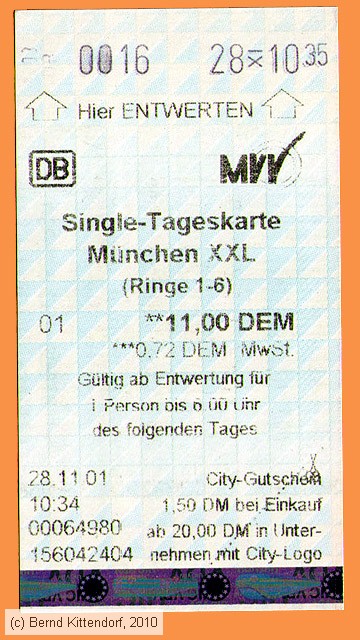 0016 28 × 10 35
Hier ENTWERTEN
DB MVV
Single-Tageskarte
München XXL
(Ringe 1-6)
01 **11,00 DEM
***0.72 DEM MwSt.
Gültig ab Entwertung für
1 Person bis 6.00 Uhr
des folgenden Tages
28.11.01 City-Gutschein
10:34 1,50 DM bei Einkauf
00064980 ab 20,00 DM in Unter-
156042404 nehmen mit City-Logo
(c) Bernd Kittendorf, 2010